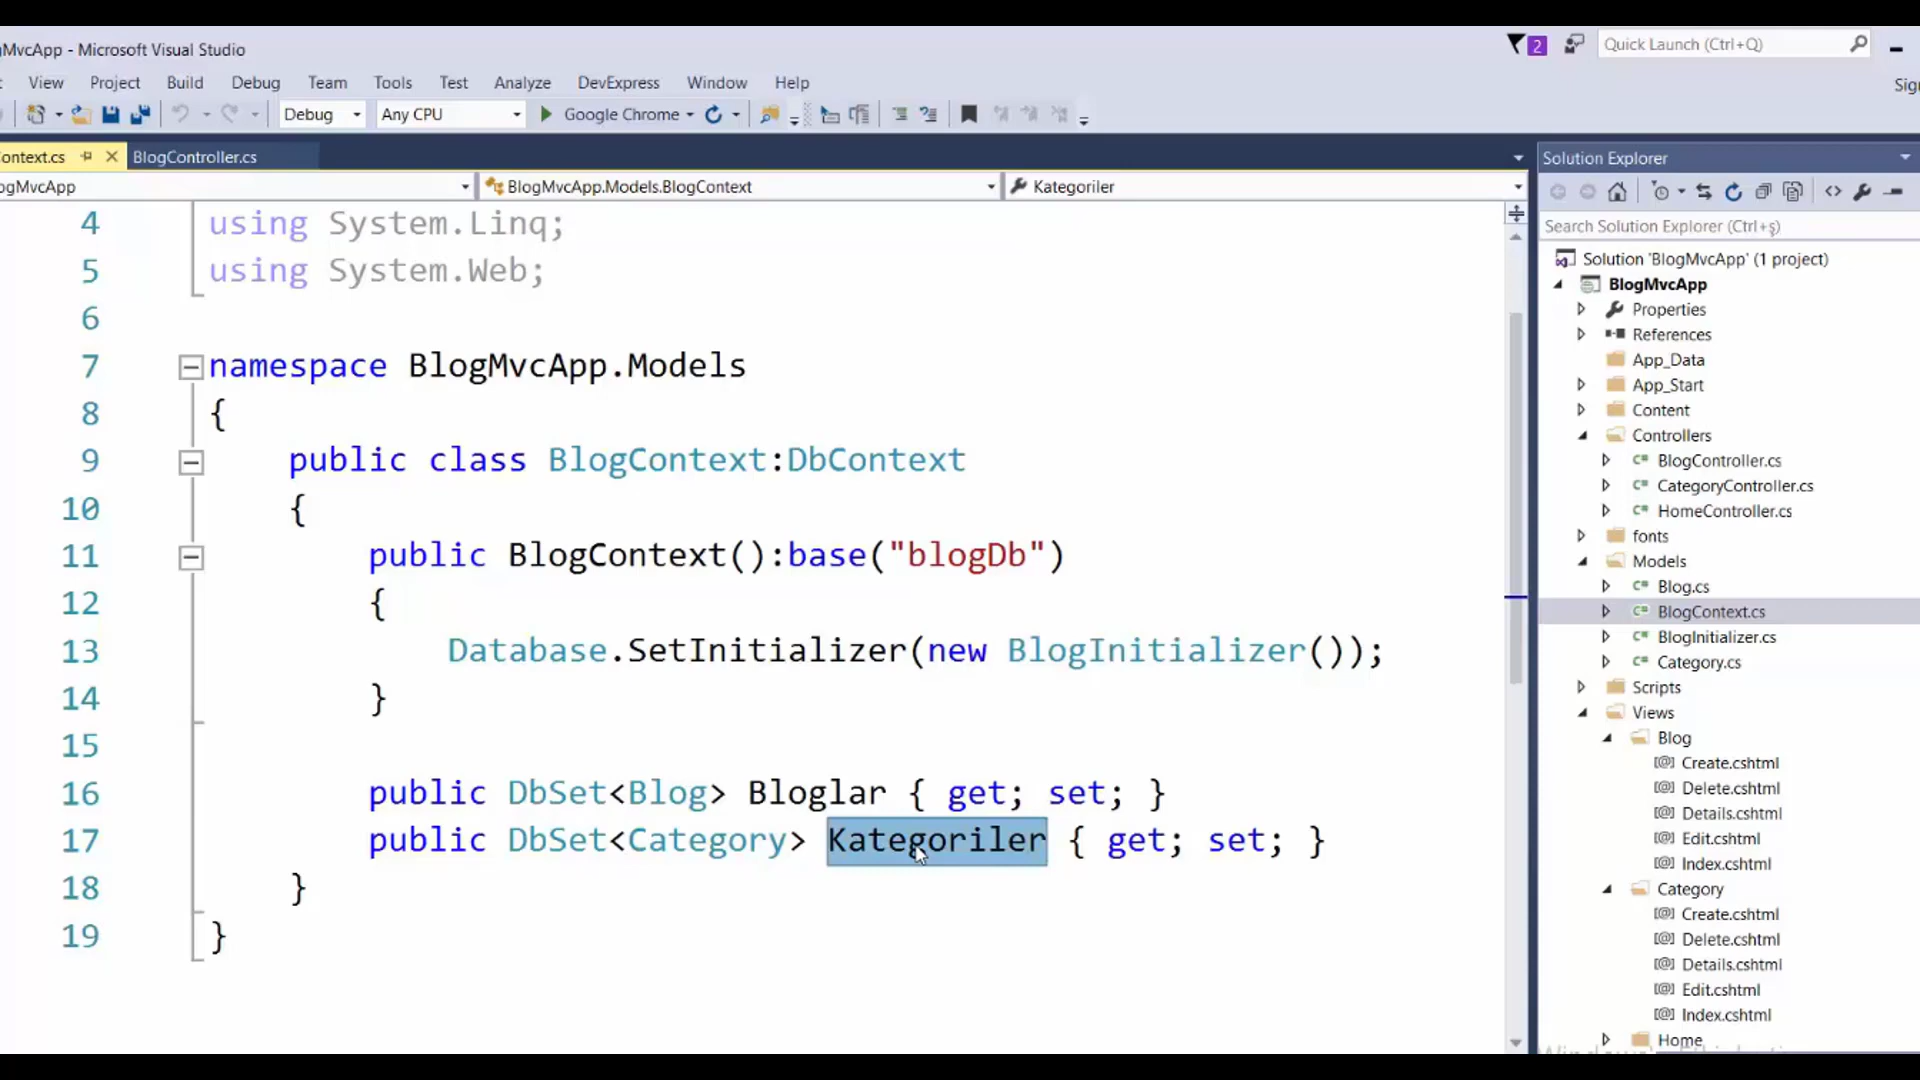 gMvcApp - Microsoft Visual Studio
2
Quick Launch (Ctrl+Q)
View Project Build Debug Team Tools Test Analyze DevExpress Window Help
Sig
Debug Any CPU Google Chrome
ontext.cs BlogController.cs
ogMvcApp BlogMvcApp.Models.BlogContext Kategoriler
4 using System.Linq;
5 using System.Web;
6
7 namespace BlogMvcApp.Models
8 {
9 public class BlogContext:DbContext
10 {
11 public BlogContext():base("blogDb")
12 {
13 Database.SetInitializer(new BlogInitializer());
14 }
15
16 public DbSet<Blog> Bloglar { get; set; }
17 public DbSet<Category> Kategoriler { get; set; }
18 }
19 }
Solution Explorer
Search Solution Explorer (Ctrl+ş)
Solution 'BlogMvcApp' (1 project)
BlogMvcApp
Properties
References
App_Data
App_Start
Content
Controllers
C# BlogController.cs
C# CategoryController.cs
C# HomeController.cs
fonts
Models
C# Blog.cs
C# BlogContext.cs
C# BlogInitializer.cs
C# Category.cs
Scripts
Views
Blog
[@] Create.cshtml
[@] Delete.cshtml
[@] Details.cshtml
[@] Edit.cshtml
[@] Index.cshtml
Category
[@] Create.cshtml
[@] Delete.cshtml
[@] Details.cshtml
[@] Edit.cshtml
[@] Index.cshtml
Home